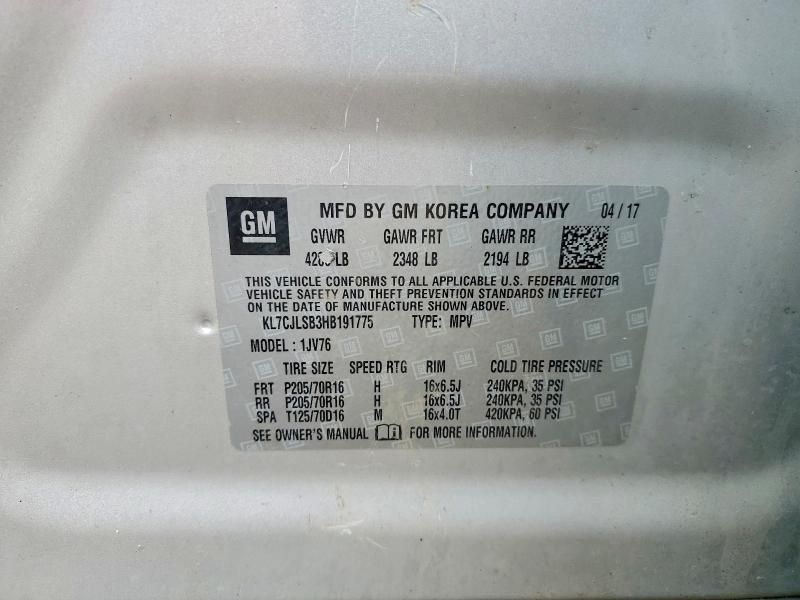 GM MFD BY GM KOREA COMPANY 04 / 17
GVWR GAWR FRT GAWR RR
LB 2348 LB 2194 LB
THIS VEHICLE CONFORMS TO ALL APPLICABLE U.S. FEDERAL MOTOR
VEHICLE SAFETY AND THEFT PREVENTION STANDARDS IN EFFECT
ON THE DATE OF MANUFACTURE SHOWN ABOVE.
KL7CJLSB3HB191775 TYPE: MPV
MODEL : 1JV76
TIRE SIZE SPEED RTG RIM COLD TIRE PRESSURE
FRT P205/70R16 H 16x6.5J 240KPA, 35 PSI
RR P205/70R16 H 16x6.5J 240KPA, 35 PSI
SPA T125/70D16 M 16x4.0T 420KPA, 60 PSI
SEE OWNER'S MANUAL FOR MORE INFORMATION.